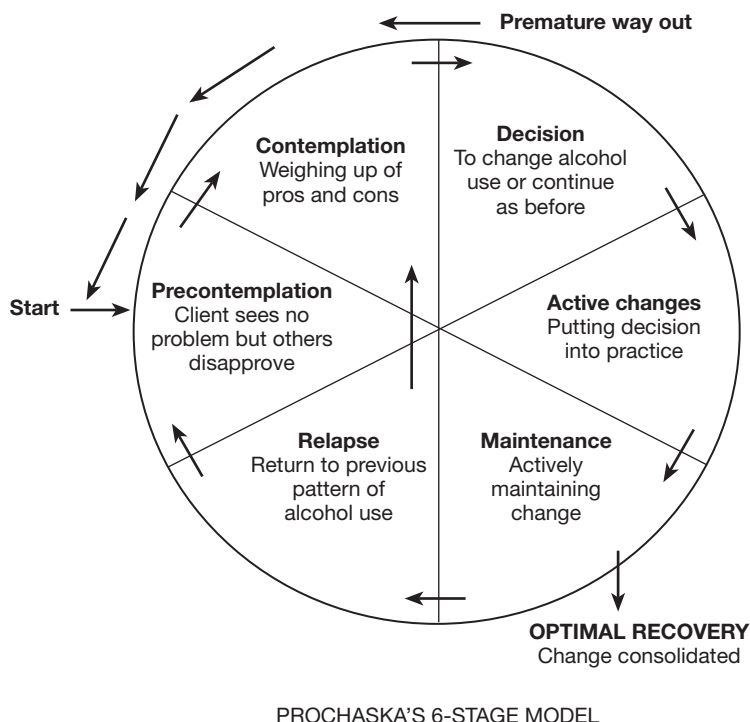 Premature way out
Contemplation
Weighing up of
pros and cons
Decision
To change alcohol
use or continue
as before
Start
Precontemplation
Client sees no
problem but others
disapprove
Active changes
Putting decision
into practice
Relapse
Return to previous
pattern of
alcohol use
Maintenance
Actively
maintaining
change
OPTIMAL RECOVERY
Change consolidated
PROCHASKA'S 6-STAGE MODEL